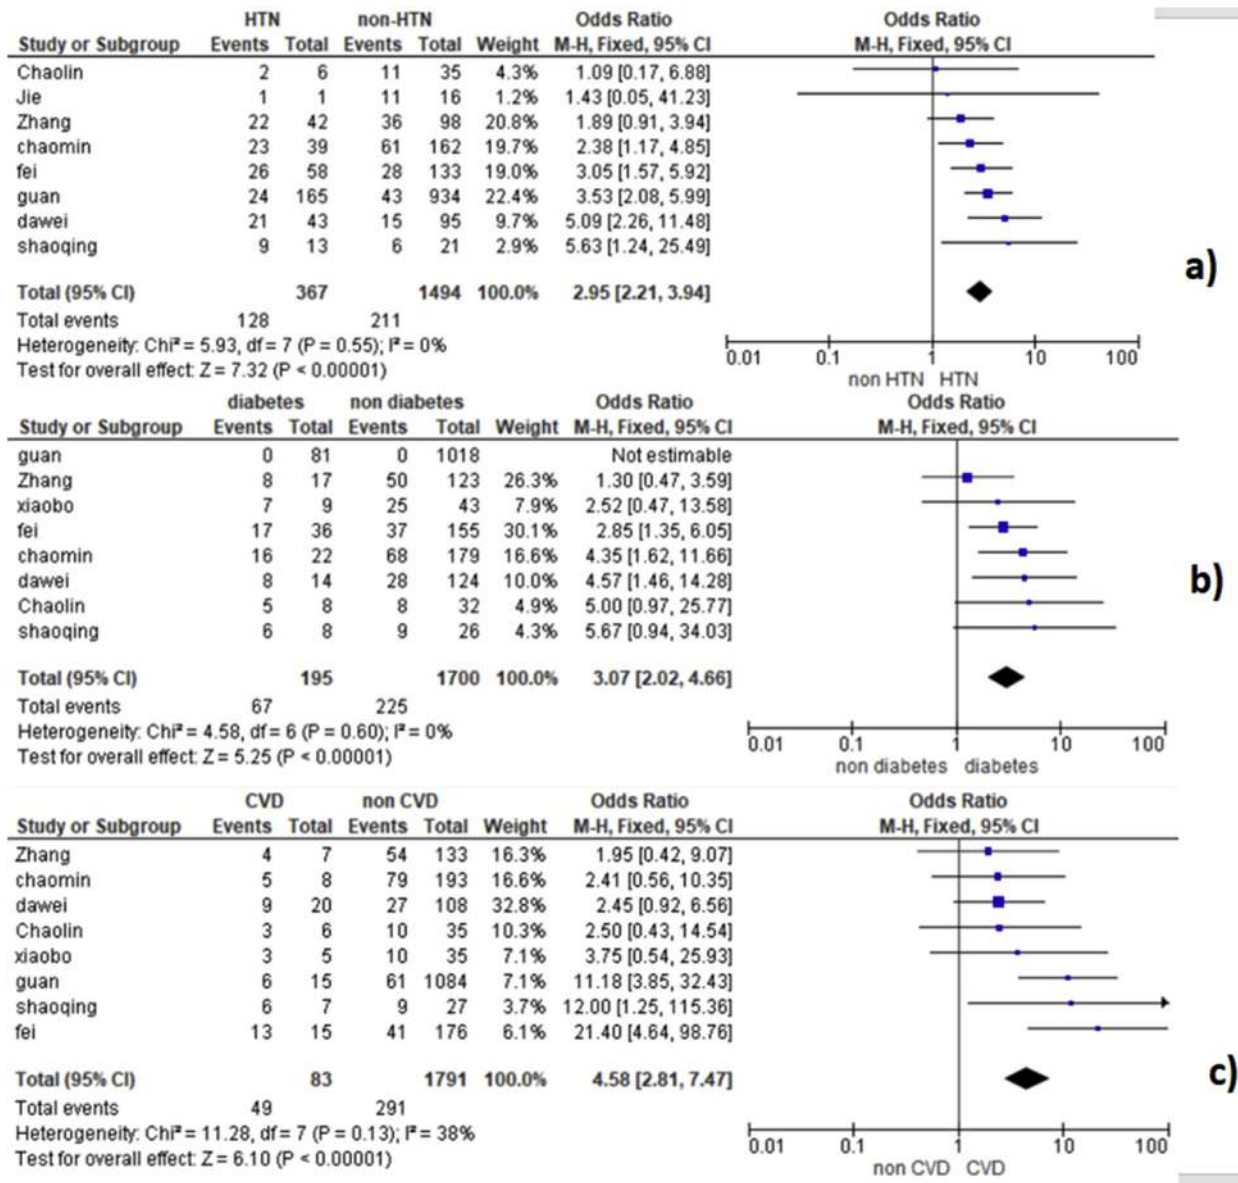 HTN non-HTN Odds Ratio Odds Ratio
Study or Subgroup Events Total Events Total Weight M-H, Fixed, 95% CI M-H, Fixed, 95% CI
Chaolin 2 6 11 35 4.3% 1.09 [0.17, 6.88]
Jie 1 1 11 16 1.2% 1.43 [0.05, 41.23]
Zhang 22 42 36 98 20.8% 1.89 [0.91, 3.94]
chaomin 23 39 61 162 19.7% 2.38 [1.17, 4.85]
fei 26 58 28 133 19.0% 3.05 [1.57, 5.92]
guan 24 165 43 934 22.4% 3.53 [2.08, 5.99]
dawei 21 43 15 95 9.7% 5.09 [2.26, 11.48]
shaoqing 9 13 6 21 2.9% 5.63 [1.24, 25.49]
a)
Total (95% CI) 367 1494 100.0% 2.95 [2.21, 3.94]
Total events 128 211
Heterogeneity: Chi² = 5.93, df = 7 (P = 0.55); I² = 0%
Test for overall effect: Z = 7.32 (P < 0.00001)
0.01 0.1 1 10 100
non HTN HTN
diabetes non diabetes Odds Ratio Odds Ratio
Study or Subgroup Events Total Events Total Weight M-H, Fixed, 95% CI M-H, Fixed, 95% CI
guan 0 81 0 1018 Not estimable
Zhang 8 17 50 123 26.3% 1.30 [0.47, 3.59]
xiaobo 7 9 25 43 7.9% 2.52 [0.47, 13.58]
fei 17 36 37 155 30.1% 2.85 [1.35, 6.05]
chaomin 16 22 68 179 16.6% 4.35 [1.62, 11.66]
dawei 8 14 28 124 10.0% 4.57 [1.46, 14.28]
Chaolin 5 8 8 32 4.9% 5.00 [0.97, 25.77]
shaoqing 6 8 9 26 4.3% 5.67 [0.94, 34.03]
b)
Total (95% CI) 195 1700 100.0% 3.07 [2.02, 4.66]
Total events 67 225
Heterogeneity: Chi² = 4.58, df = 6 (P = 0.60); I² = 0%
Test for overall effect: Z = 5.25 (P < 0.00001)
0.01 0.1 1 10 100
non diabetes diabetes
CVD non CVD Odds Ratio Odds Ratio
Study or Subgroup Events Total Events Total Weight M-H, Fixed, 95% CI M-H, Fixed, 95% CI
Zhang 4 7 54 133 16.3% 1.95 [0.42, 9.07]
chaomin 5 8 79 193 16.6% 2.41 [0.56, 10.35]
dawei 9 20 27 108 32.8% 2.45 [0.92, 6.56]
Chaolin 3 6 10 35 10.3% 2.50 [0.43, 14.54]
xiaobo 3 5 10 35 7.1% 3.75 [0.54, 25.93]
guan 6 15 61 1084 7.1% 11.18 [3.85, 32.43]
shaoqing 6 7 9 27 3.7% 12.00 [1.25, 115.36]
fei 13 15 41 176 6.1% 21.40 [4.64, 98.76]
Total (95% CI) 83 1791 100.0% 4.58 [2.81, 7.47]
c)
Total events 49 291
Heterogeneity: Chi² = 11.28, df = 7 (P = 0.13); I² = 38%
Test for overall effect: Z = 6.10 (P < 0.00001)
0.01 0.1 1 10 100
non CVD CVD